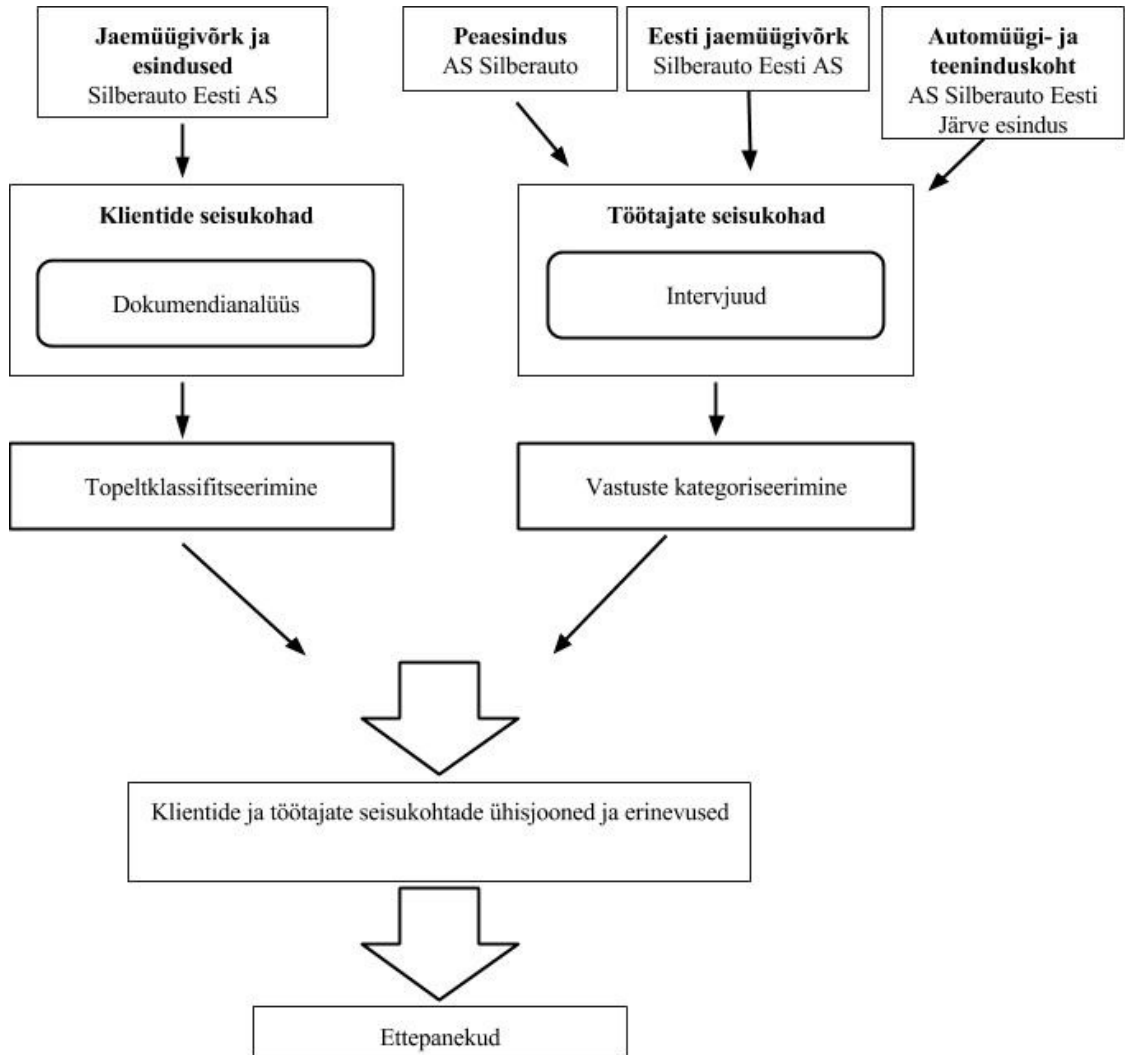 Jaemüügivõrk ja
esindused
Silberauto Eesti AS
Peaesindus
AS Silberauto
Eesti jaemüügivõrk
Silberauto Eesti AS
Automüügi- ja
teeninduskoht
AS Silberauto Eesti
Järve esindus
Klientide seisukohad
Dokumendianalüüs
Töötajate seisukohad
Intervjuud
Topeltklassifitseerimine
Vastuste kategoriseerimine
Klientide ja töötajate seisukohtade ühisjooned ja erinevused
Ettepanekud